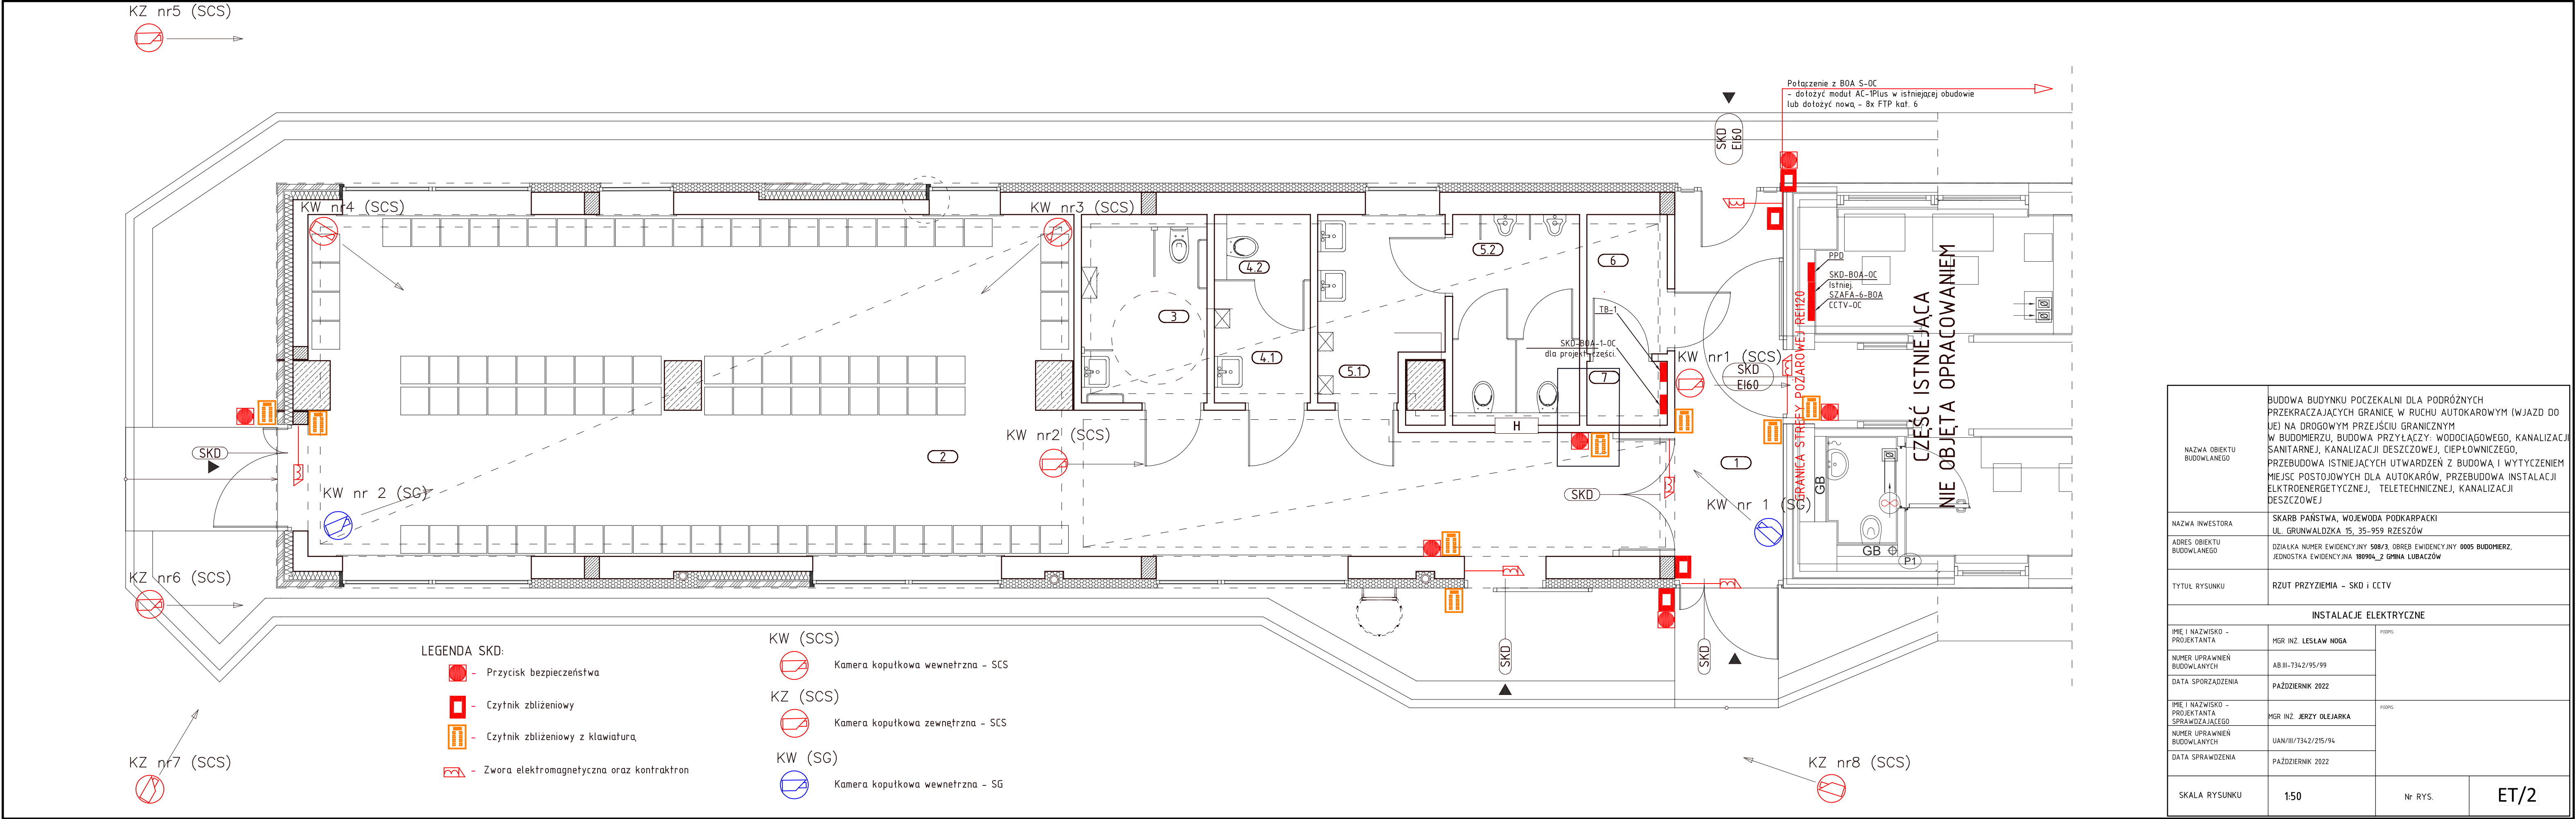 KZ nr5 (SCS)
Połączenie z BOA S-OC
- dołożyć moduł AC-1Plus w istniejącej obudowie
lub dołożyć nową - 8x FTP kat. 6
SKD
EI60
KW nr4 (SCS)
KW nr3 (SCS)
3
4.2
4.1
5.1
5.2
6
7
TB-1
SKD-BOA-1-OC
dla projekt. części.
KW nr1 (SCS)
SKD
EI60
GRANICA STREFY POŻAROWEJ REI120
PPD
SKD-BOA-OC
Istniej.
SZAFA-6-BOA
CCTV-OC
CZĘŚĆ ISTNIEJĄCA
NIE OBJĘTA OPRACOWANIEM
H
KW nr2 (SCS)
2
1
SKD
SKD
KW nr 2 (SG)
KW nr 1 (SG)
GB
GB
P1
KZ nr6 (SCS)
SKD
SKD
KZ nr7 (SCS)
KZ nr8 (SCS)
LEGENDA SKD:
- Przycisk bezpieczeństwa
- Czytnik zbliżeniowy
- Czytnik zbliżeniowy z klawiaturą
- Zwora elektromagnetyczna oraz kontraktron
KW (SCS)
Kamera kopułkowa wewnętrzna - SCS
KZ (SCS)
Kamera kopułkowa zewnętrzna - SCS
KW (SG)
Kamera kopułkowa wewnętrzna - SG
NAZWA OBIEKTU
BUDOWLANEGO
BUDOWA BUDYNKU POCZEKALNI DLA PODRÓŻNYCH
PRZEKRACZAJĄCYCH GRANICĘ W RUCHU AUTOKAROWYM (WJAZD DO
UE) NA DROGOWYM PRZEJŚCIU GRANICZNYM
W BUDOMIERZU, BUDOWA PRZYŁĄCZY: WODOCIĄGOWEGO, KANALIZACJI
SANITARNEJ, KANALIZACJI DESZCZOWEJ, CIEPŁOWNICZEGO,
PRZEBUDOWA ISTNIEJĄCYCH UTWARDZEŃ Z BUDOWĄ I WYTYCZENIEM
MIEJSC POSTOJOWYCH DLA AUTOKARÓW, PRZEBUDOWA INSTALACJI
ELKTROENERGETYCZNEJ, TELETECHNICZNEJ, KANALIZACJI
DESZCZOWEJ
NAZWA INWESTORA
SKARB PAŃSTWA, WOJEWODA PODKARPACKI
UL. GRUNWALDZKA 15, 35-959 RZESZÓW
ADRES OBIEKTU
BUDOWLANEGO
DZIAŁKA NUMER EWIDENCYJNY 508/3, OBRĘB EWIDENCYJNY 0005 BUDOMIERZ,
JEDNOSTKA EWIDENCYJNA 180904_2 GMINA LUBACZÓW
TYTUŁ RYSUNKU
RZUT PRZYZIEMIA - SKD i CCTV
INSTALACJE ELEKTRYCZNE
IMIĘ I NAZWISKO -
PROJEKTANTA
MGR INŻ. LESŁAW NOGA
PODPIS
NUMER UPRAWNIEŃ
BUDOWLANYCH
AB.III-7342/95/99
DATA SPORZĄDZENIA
PAŹDZIERNIK 2022
IMIĘ I NAZWISKO -
PROJEKTANTA
SPRAWDZAJĄCEGO
MGR INŻ. JERZY OLEJARKA
PODPIS
NUMER UPRAWNIEŃ
BUDOWLANYCH
UAN/III/7342/215/94
DATA SPRAWDZENIA
PAŹDZIERNIK 2022
SKALA RYSUNKU
1:50
Nr RYS.
ET/2